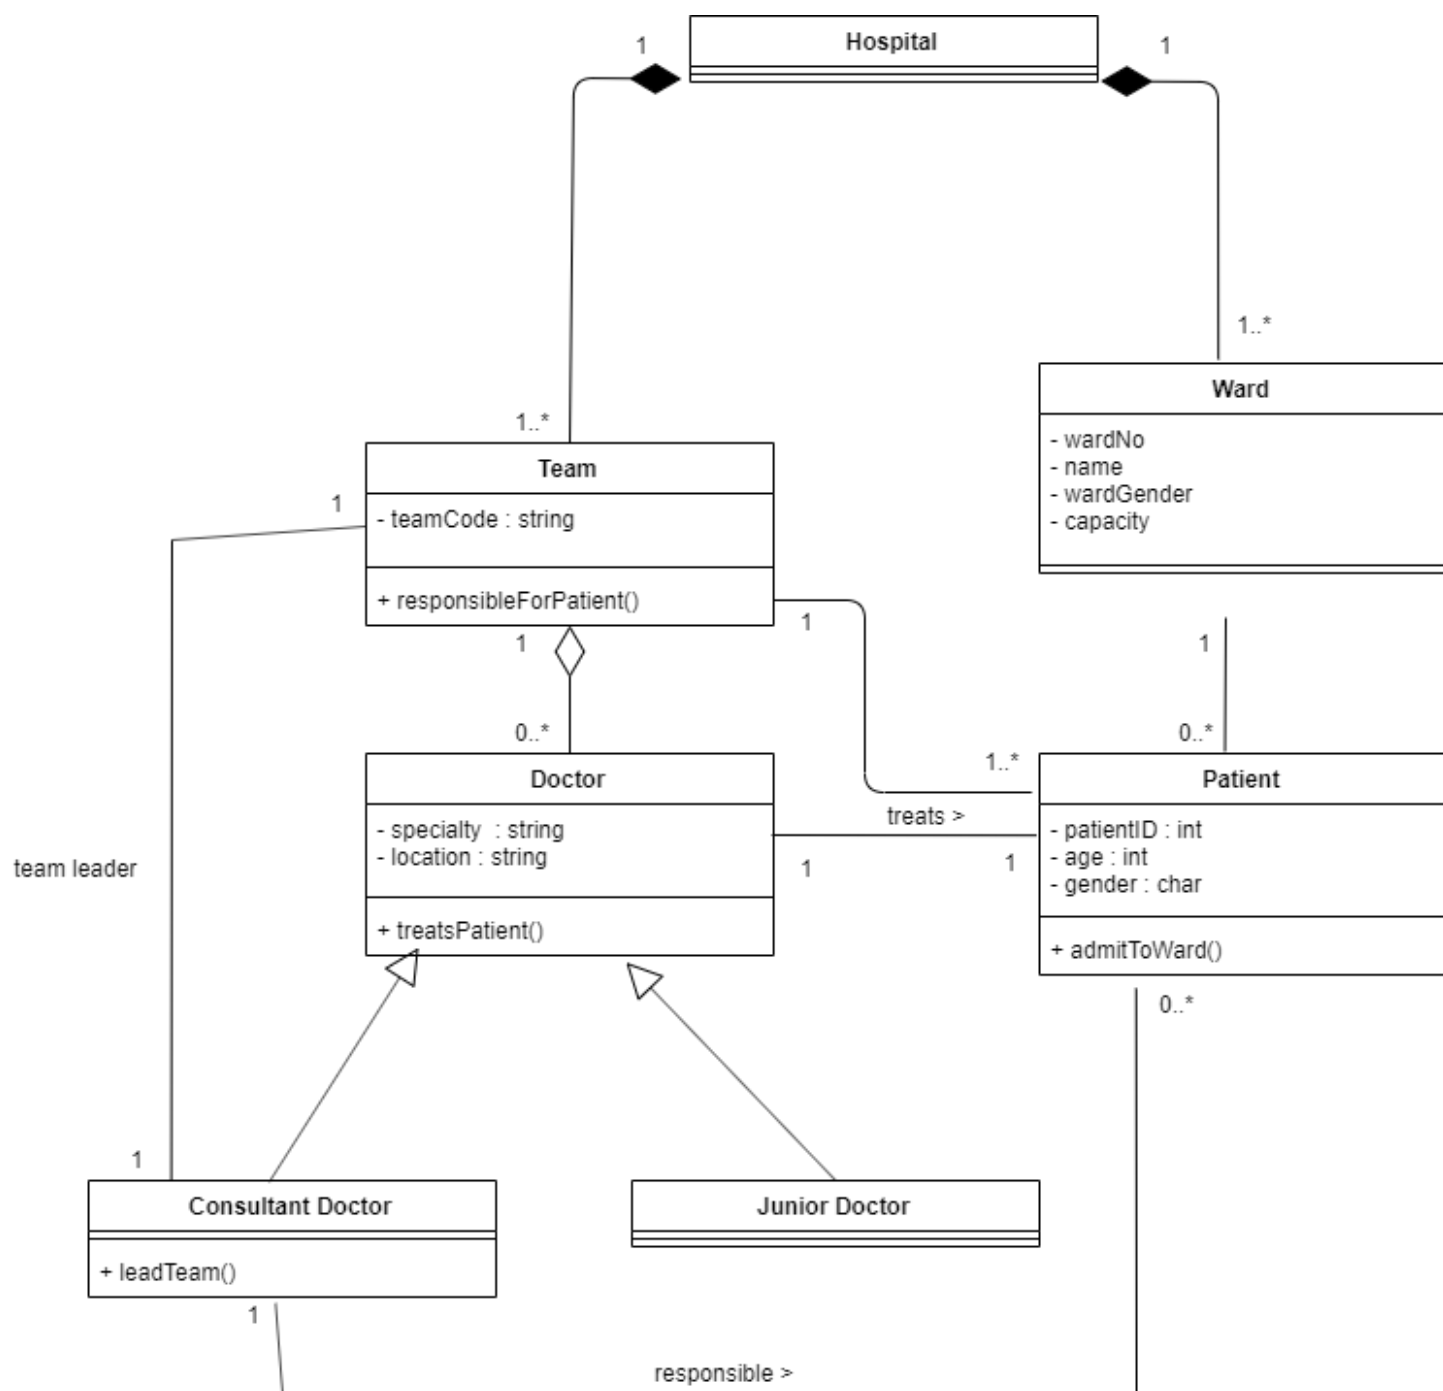 1
Hospital
1
1..*
Ward
- wardNo
- name
- wardGender
- capacity
1..*
Team
1
- teamCode : string
+ responsibleForPatient()
1
1
1
0..*
0..*
Doctor
1..*
Patient
treats >
- specialty  : string
- location : string
- patientID : int
- age : int
- gender : char
team leader
1
1
+ treatsPatient()
+ admitToWard()
0..*
1
Consultant Doctor
Junior Doctor
+ leadTeam()
1
responsible >